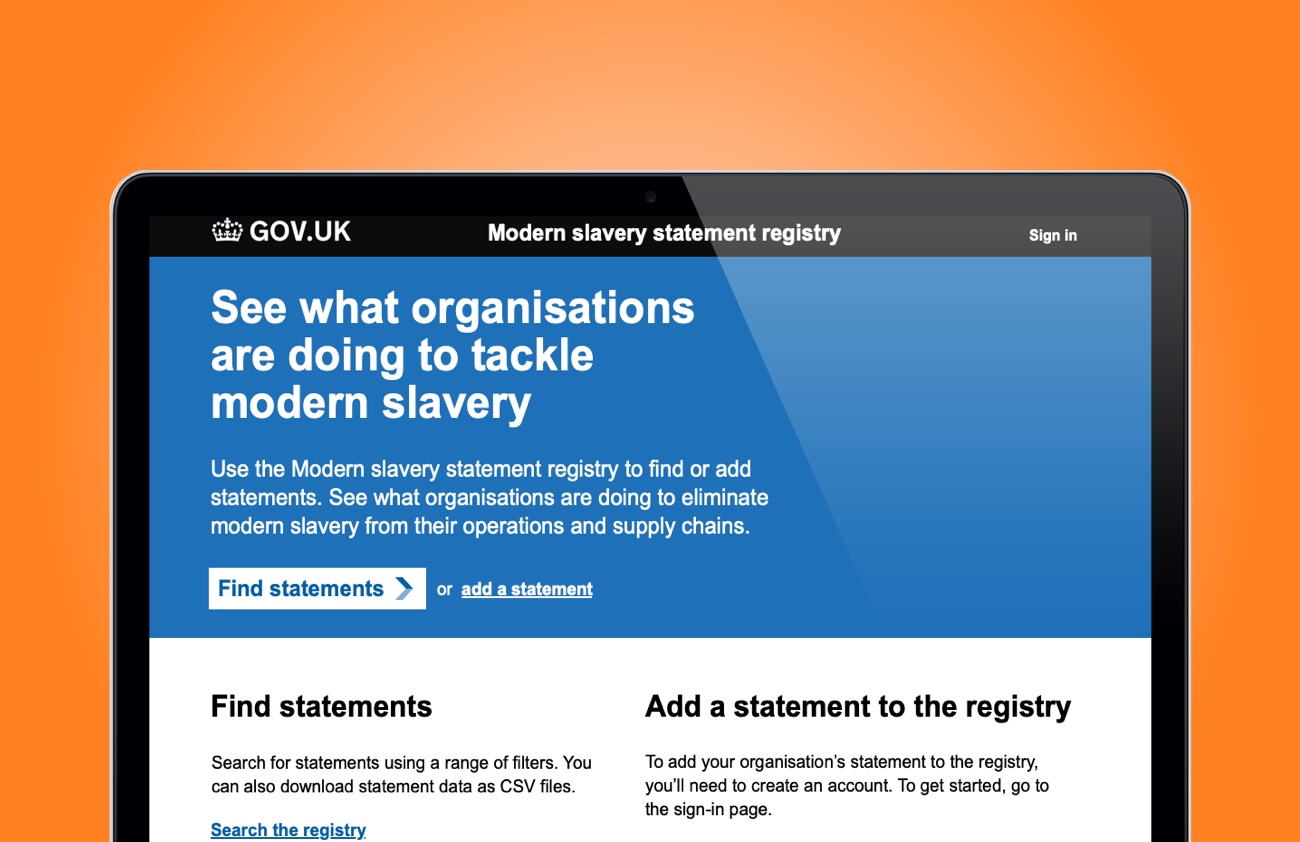 GOV.UK
Modern slavery statement registry
Sign in
See what organisations
are doing to tackle
modern slavery
Use the Modern slavery statement registry to find or add
statements. See what organisations are doing to eliminate
modern slavery from their operations and supply chains.
Find statements
or add a statement
Find statements
Search for statements using a range of filters. You
can also download statement data as CSV files.
Search the registry
Add a statement to the registry
To add your organisation’s statement to the registry,
you’ll need to create an account. To get started, go to
the sign-in page.